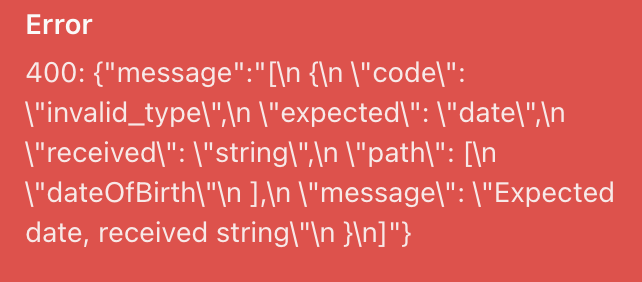 Error
400: {"message":"[\n {\n \"code\":
\"invalid_type\",\n \"expected\": \"date\",\n
\"received\": \"string\",\n \"path\": [\n
\"dateOfBirth\"\n ],\n \"message\": \"Expected
date, received string\"\n }\n]"}